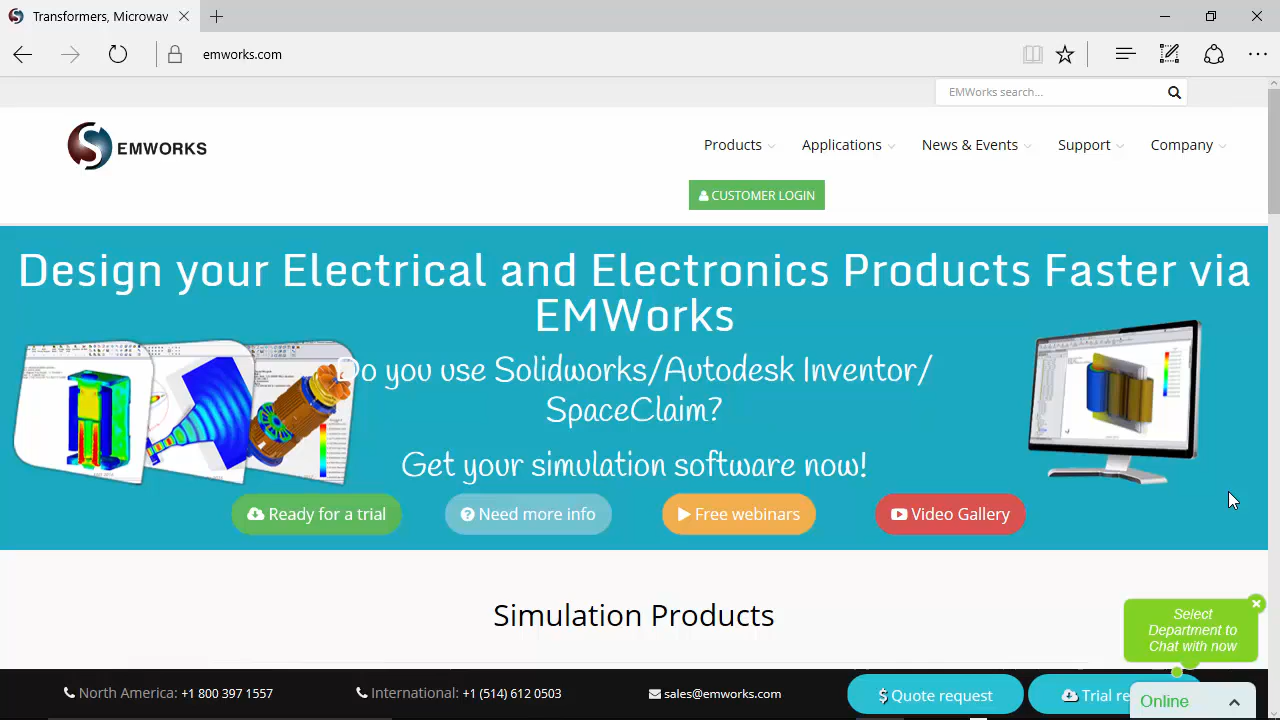 Transformers, Microwav
emworks.com
EMWorks search...
EMWORKS
Products
Applications
News & Events
Support
Company
CUSTOMER LOGIN
Design your Electrical and Electronics Products Faster via
EMWorks
Do you use Solidworks/Autodesk Inventor/
SpaceClaim?
Get your simulation software now!
Ready for a trial
Need more info
Free webinars
Video Gallery
Simulation Products
Select
Department to
Chat with now
North America: +1 800 397 1557
International: +1 (514) 612 0503
sales@emworks.com
$ Quote request
Trial re
Online